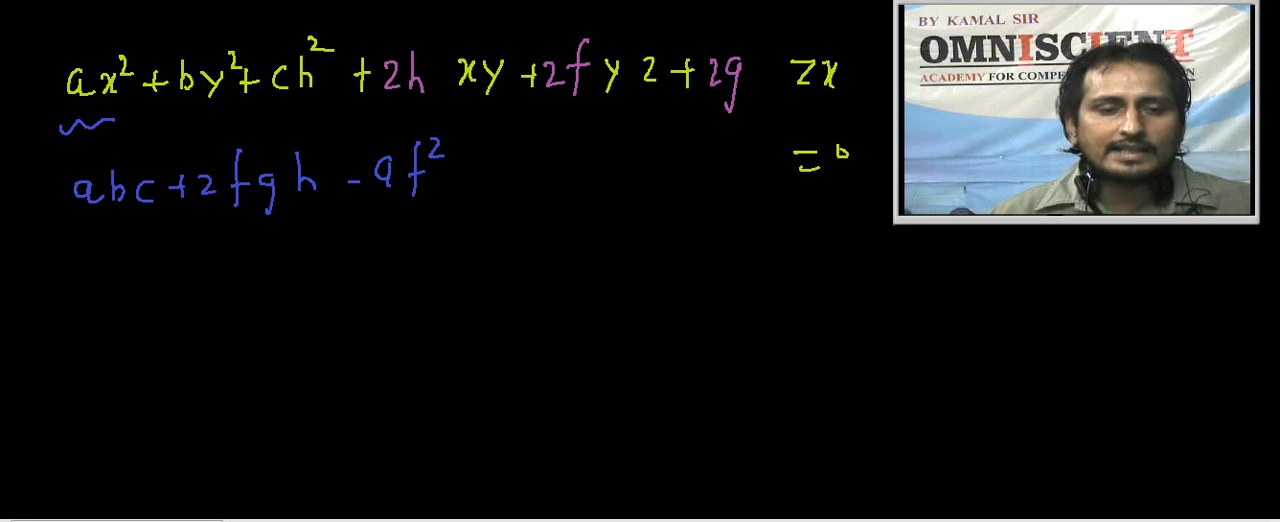 ax² + by² + ch² + 2h xy + 2f y z + 2g zx
= 0
abc + 2fgh - af²
BY KAMAL SIR
OMNISCIENT
ACADEMY FOR COMPE